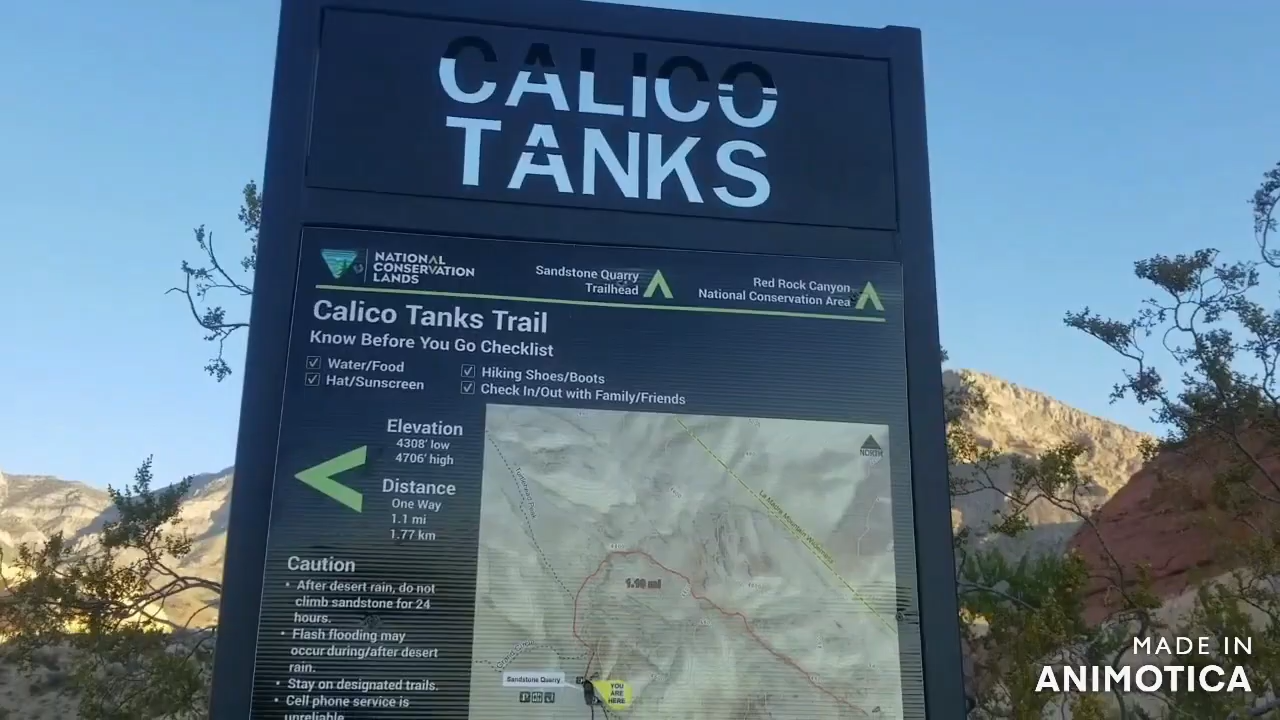 CALICO
TANKS
NATIONAL
CONSERVATION
LANDS
Sandstone Quarry
Trailhead
Red Rock Canyon
National Conservation Area
Calico Tanks Trail
Know Before You Go Checklist
Water/Food
Hat/Sunscreen
Hiking Shoes/Boots
Check In/Out with Family/Friends
Elevation
4308' low
4706' high
Distance
One Way
1.1 mi
1.77 km
Caution
• After desert rain, do not
climb sandstone for 24
hours.
• Flash flooding may
occur during/after desert
rain.
• Stay on designated trails.
• Cell phone service is
unreliable
NORTH
1.10 mi
Sandstone Quarry
YOU
ARE
HERE
MADE IN
ANIMOTICA